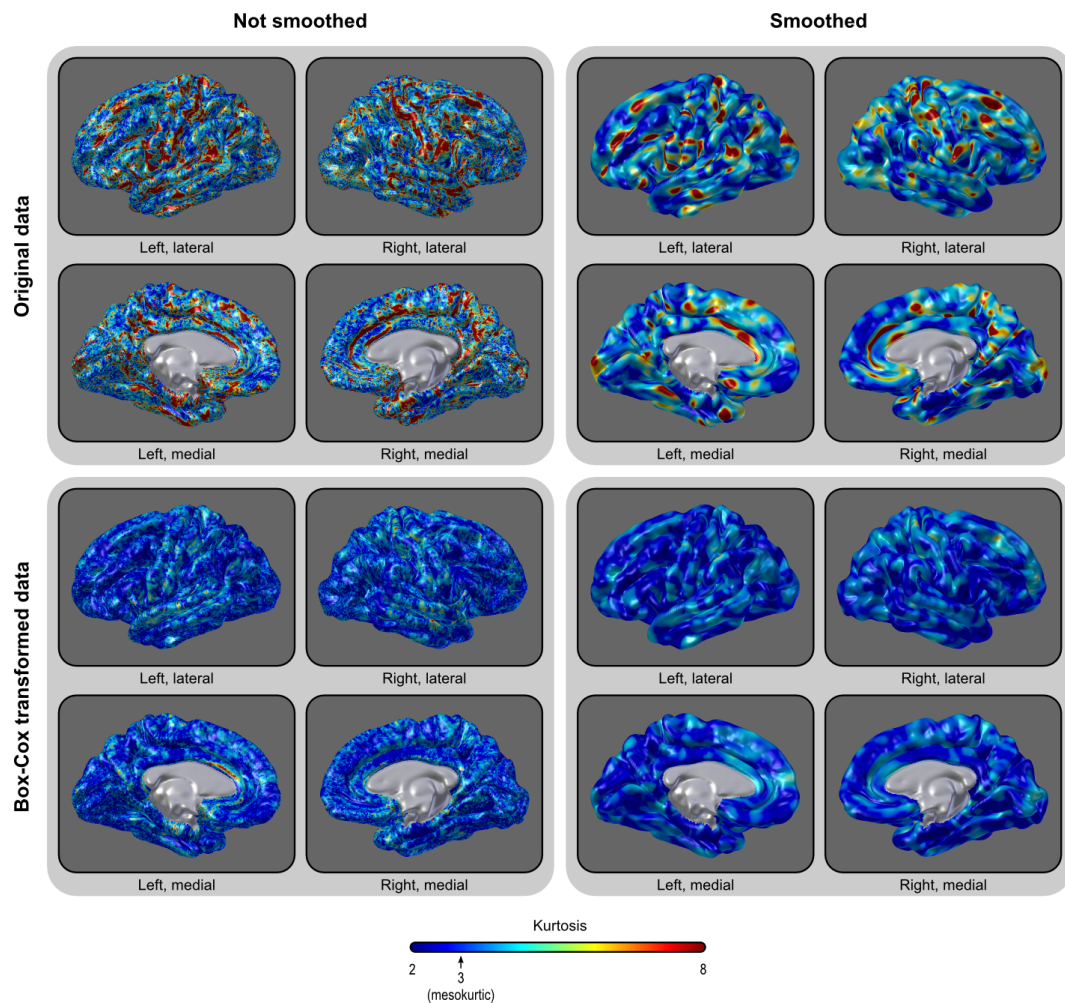 Not smoothed
Smoothed
Original data
Left, lateral
Right, lateral
Left, lateral
Right, lateral
Left, medial
Right, medial
Left, medial
Right, medial
Box-Cox transformed data
Left, lateral
Right, lateral
Left, lateral
Right, lateral
Left, medial
Right, medial
Left, medial
Right, medial
Kurtosis
2
3
8
(mesokurtic)